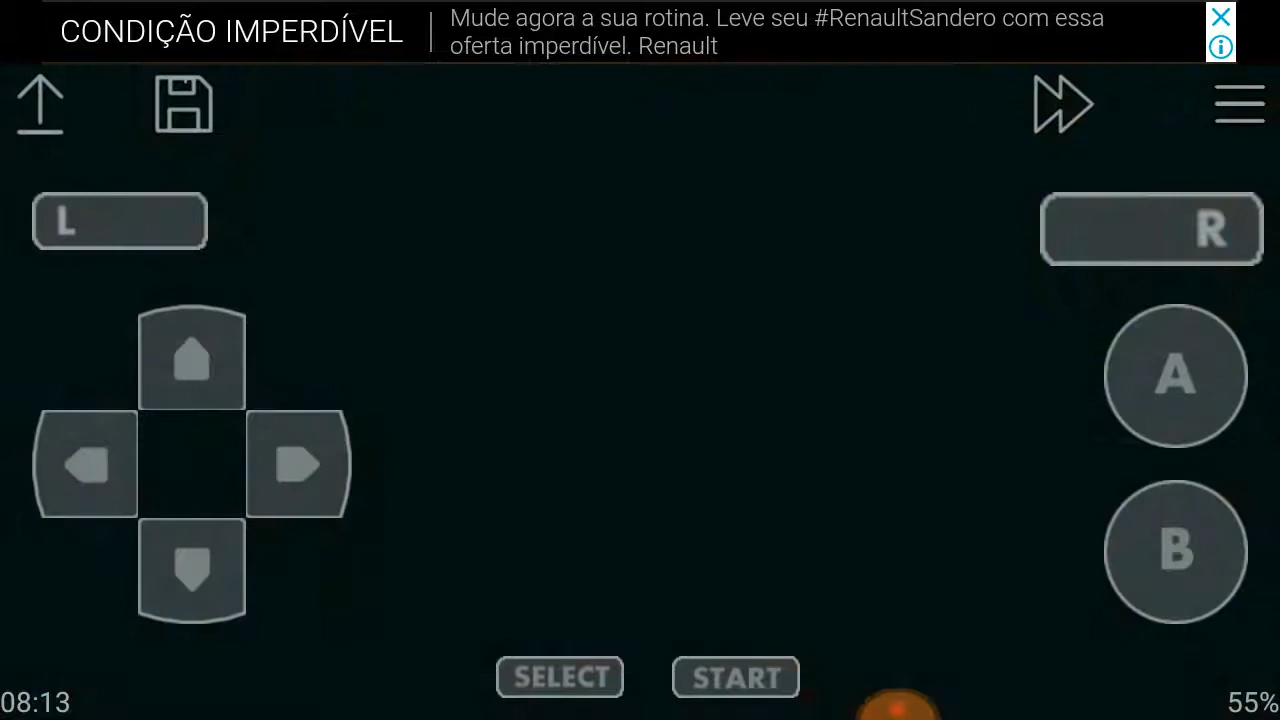 CONDIÇÃO IMPERDÍVEL
Mude agora a sua rotina. Leve seu #RenaultSandero com essa
oferta imperdível. Renault
L
R
A
B
SELECT
START
08:13
55%